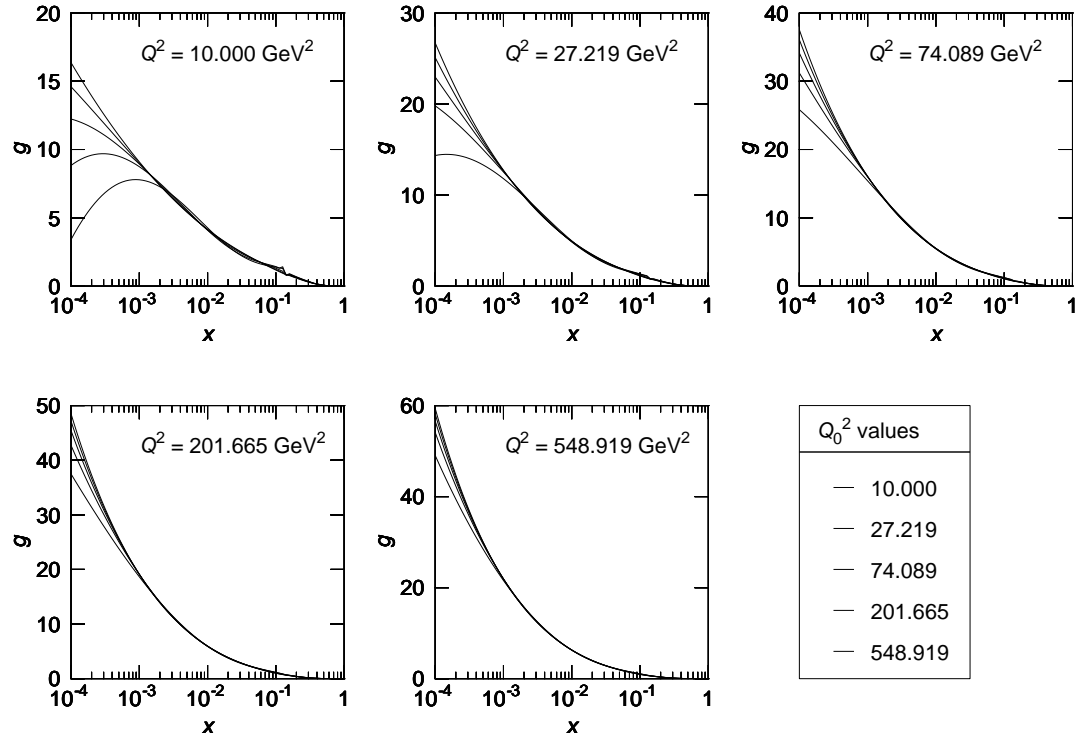 Q² = 10.000 GeV²
20
15
10
5
0
g
10⁻⁴ 10⁻³ 10⁻² 10⁻¹ 1
x
Q² = 27.219 GeV²
30
20
10
0
g
10⁻⁴ 10⁻³ 10⁻² 10⁻¹ 1
x
Q² = 74.089 GeV²
40
30
20
10
0
g
10⁻⁴ 10⁻³ 10⁻² 10⁻¹ 1
x
Q² = 201.665 GeV²
50
40
30
20
10
0
g
10⁻⁴ 10⁻³ 10⁻² 10⁻¹ 1
x
Q² = 548.919 GeV²
60
40
20
0
g
10⁻⁴ 10⁻³ 10⁻² 10⁻¹ 1
x
Q₀² values
10.000
27.219
74.089
201.665
548.919